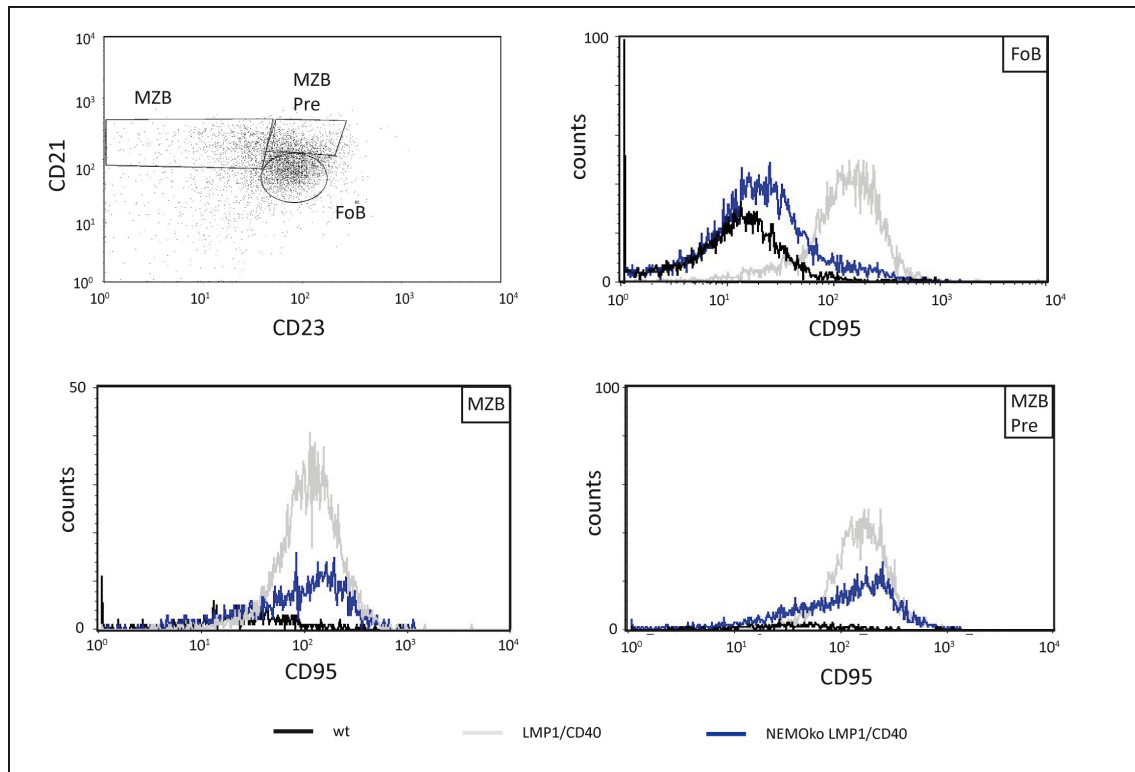 10⁴
10³
10²
10¹
10⁰
CD21
MZB
MZB
Pre
FoB
10⁰ 10¹ 10² 10³ 10⁴
CD23
100
0
counts
FoB
10⁰ 10¹ 10² 10³ 10⁴
CD95
50
0
counts
MZB
10⁰ 10¹ 10² 10³ 10⁴
CD95
100
0
counts
MZB
Pre
10⁰ 10¹ 10² 10³ 10⁴
CD95
wt LMP1/CD40 NEMOko LMP1/CD40